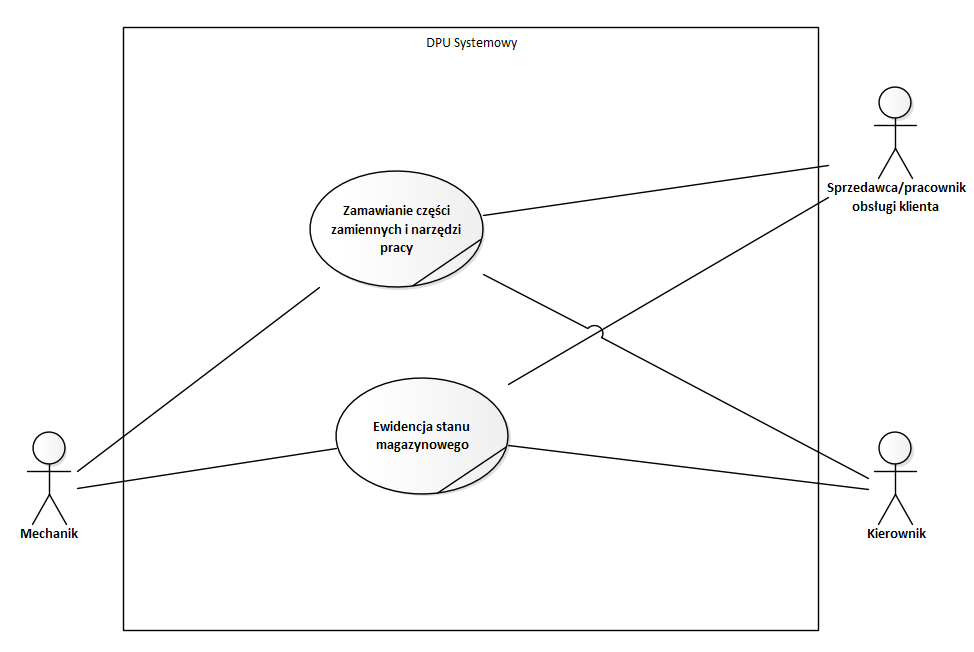 DPU Systemowy
Sprzedawca/pracownik
obsługi klienta
Zamawianie części
zamiennych i narzędzi
pracy
Ewidencja stanu
magazynowego
Mechanik
Kierownik